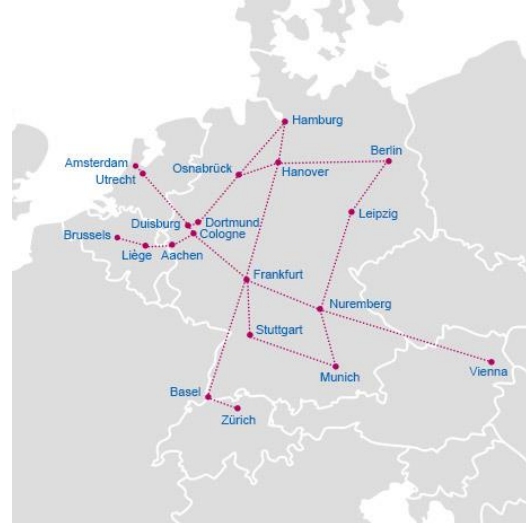 Hamburg
Berlin
Amsterdam
Osnabrück
Hanover
Utrecht
Leipzig
Dortmund
Duisburg
Cologne
Brussels
Liège
Aachen
Frankfurt
Nuremberg
Stuttgart
Munich
Vienna
Basel
Zürich